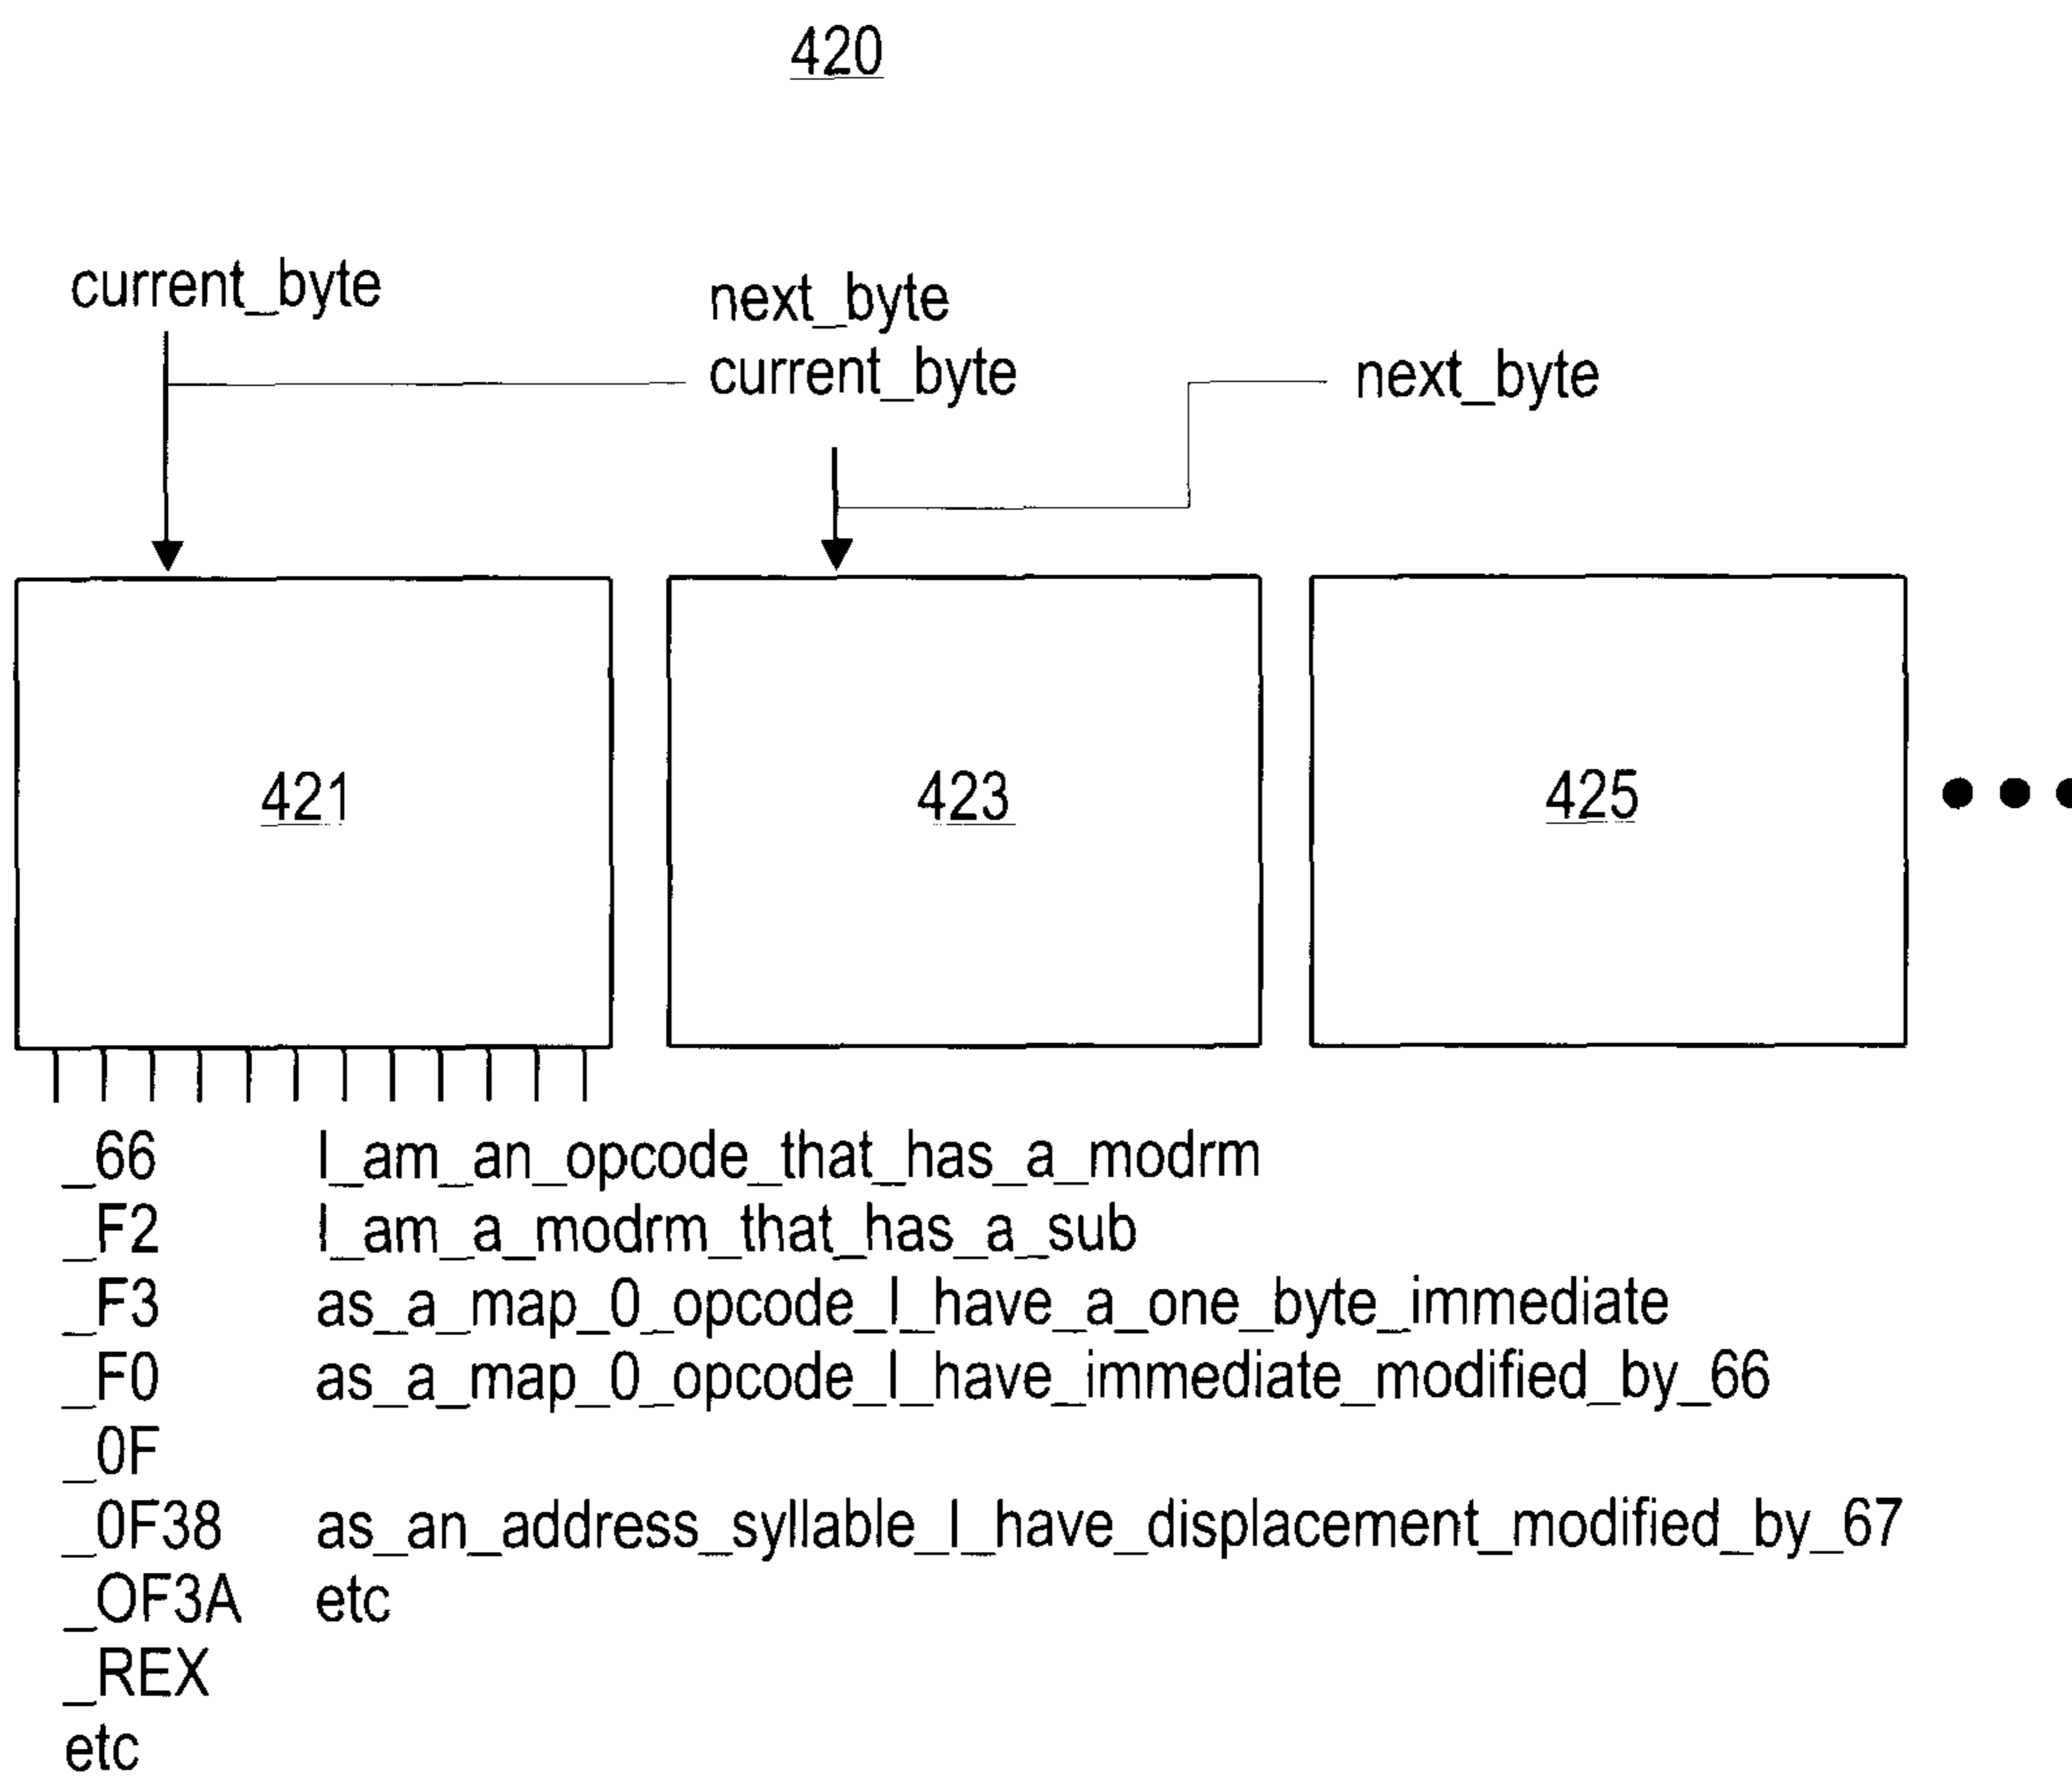 420
current_byte
next_byte
current_byte
next_byte
421
423
425
_66 I_am_an_opcode_that_has_a_modrm
_F2 I_am_a_modrm_that_has_a_sub
_F3 as_a_map_0_opcode_I_have_a_one_byte_immediate
_F0 as_a_map_0_opcode_I_have_immediate_modified_by_66
_0F
_0F38 as_an_address_syllable_I_have_displacement_modified_by_67
_OF3A etc
_REX
etc